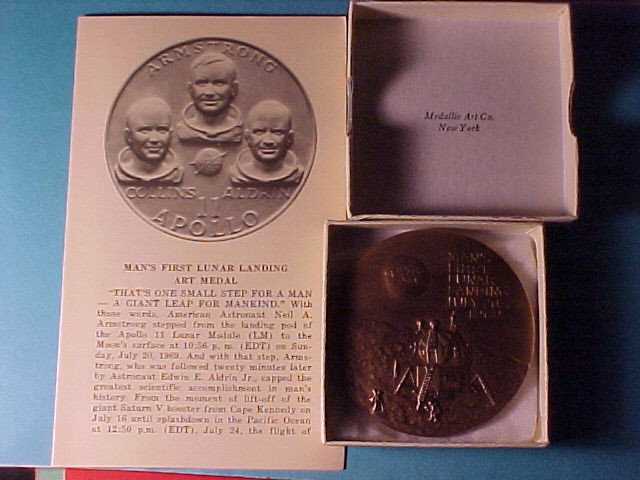 ARMSTRONG
COLLINS ALDRIN
11
APOLLO
MAN'S FIRST LUNAR LANDING
ART MEDAL
"THAT'S ONE SMALL STEP FOR A MAN
— A GIANT LEAP FOR MANKIND." With
those words, American Astronaut Neil A.
Armstrong stepped from the landing pod of
the Apollo 11 Lunar Module (LM) to the
Moon's surface at 10:56 p. m. (EDT) on Sun-
day, July 20, 1969. And with that step, Arms-
trong, who was followed twenty minutes later
by Astronaut Edwin E. Aldrin Jr., capped the
greatest scientific accomplishment in man's
history. From the moment of lift-off of the
giant Saturn V booster from Cape Kennedy on
July 16 until splashdown in the Pacific Ocean
at 12:50 p.m. (EDT), July 24, the flight of
Medallic Art Co.
New York
MAN'S
FIRST
LUNAR
LANDING
JULY
1969